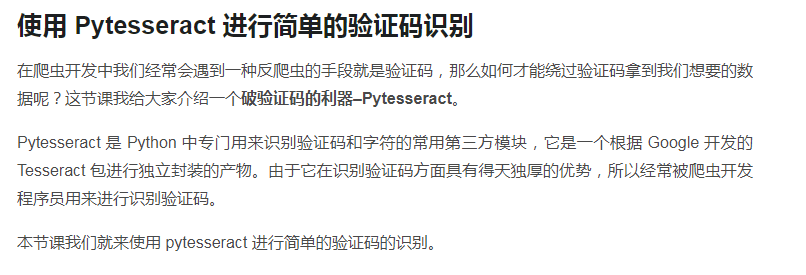 使用 Pytesseract 进行简单的验证码识别
在爬虫开发中我们经常会遇到一种反爬虫的手段就是验证码，那么如何才能绕过验证码拿到我们想要的数
据呢？这节课我给大家介绍一个破验证码的利器–Pytesseract。
Pytesseract 是 Python 中专门用来识别验证码和字符的常用第三方模块，它是一个根据 Google 开发的
Tesseract 包进行独立封装的产物。由于它在识别验证码方面具有得天独厚的优势，所以经常被爬虫开发
程序员用来进行识别验证码。
本节课我们就来使用 pytesseract 进行简单的验证码的识别。